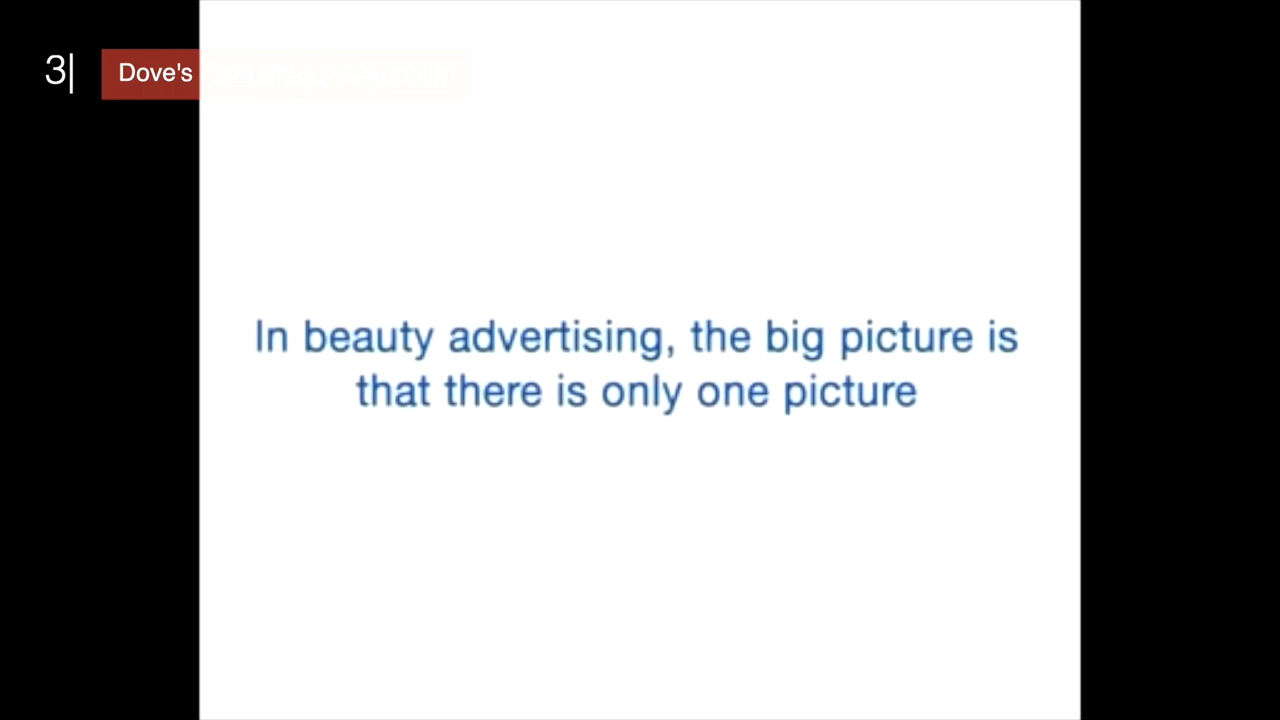 3|
Dove's
In beauty advertising, the big picture is
that there is only one picture